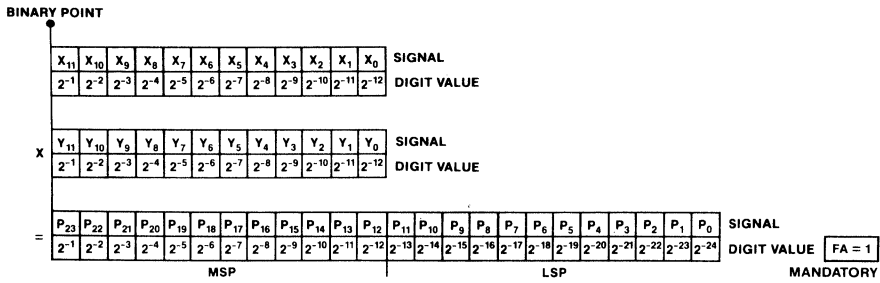 BINARY POINT
X₁₁ X₁₀ X₉ X₈ X₇ X₆ X₅ X₄ X₃ X₂ X₁ X₀ SIGNAL
2⁻¹ 2⁻² 2⁻³ 2⁻⁴ 2⁻⁵ 2⁻⁶ 2⁻⁷ 2⁻⁸ 2⁻⁹ 2⁻¹⁰ 2⁻¹¹ 2⁻¹² DIGIT VALUE
X Y₁₁ Y₁₀ Y₉ Y₈ Y₇ Y₆ Y₅ Y₄ Y₃ Y₂ Y₁ Y₀ SIGNAL
2⁻¹ 2⁻² 2⁻³ 2⁻⁴ 2⁻⁵ 2⁻⁶ 2⁻⁷ 2⁻⁸ 2⁻⁹ 2⁻¹⁰ 2⁻¹¹ 2⁻¹² DIGIT VALUE
P₂₃ P₂₂ P₂₁ P₂₀ P₁₉ P₁₈ P₁₇ P₁₆ P₁₅ P₁₄ P₁₃ P₁₂ P₁₁ P₁₀ P₉ P₈ P₇ P₆ P₅ P₄ P₃ P₂ P₁ P₀ SIGNAL
= 2⁻¹ 2⁻² 2⁻³ 2⁻⁴ 2⁻⁵ 2⁻⁶ 2⁻⁷ 2⁻⁸ 2⁻⁹ 2⁻¹⁰ 2⁻¹¹ 2⁻¹² 2⁻¹³ 2⁻¹⁴ 2⁻¹⁵ 2⁻¹⁶ 2⁻¹⁷ 2⁻¹⁸ 2⁻¹⁹ 2⁻²⁰ 2⁻²¹ 2⁻²² 2⁻²³ 2⁻²⁴ DIGIT VALUE FA = 1
MSP LSP MANDATORY